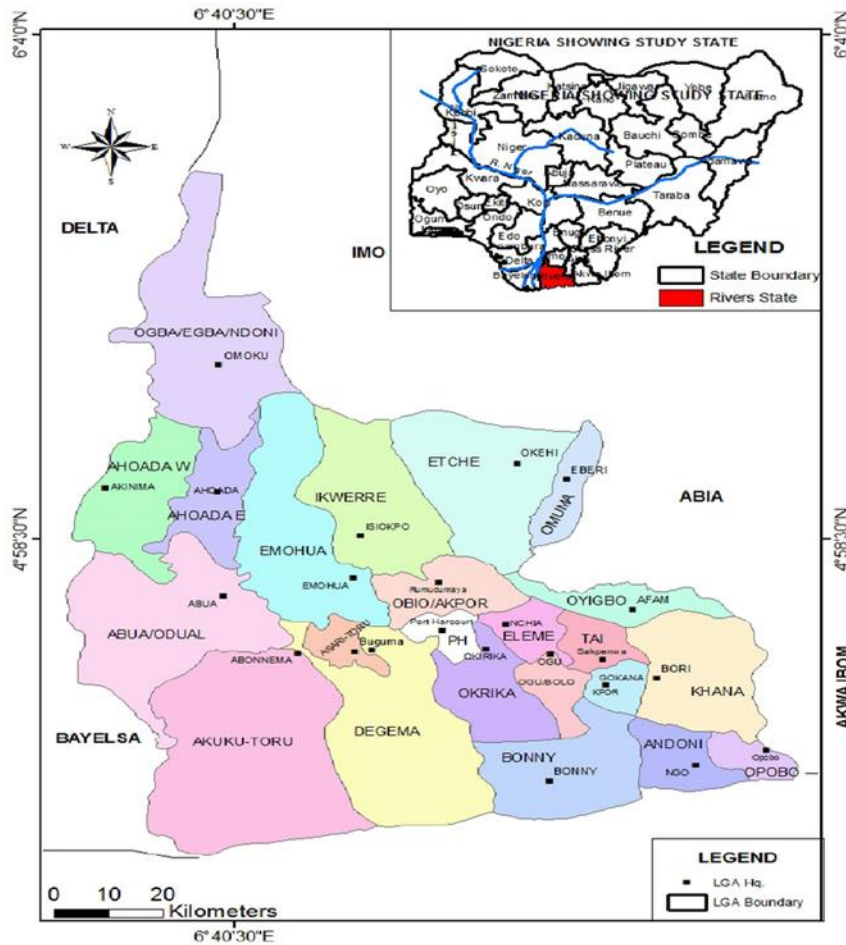 6°40'30"E
6°4'0"N
6°4'0"N
NIGERIA SHOWING STUDY STATE
NIGERIA SHOWING STUDY STATE
Sokoto
Katsina
Jigawa
Yobe
Kano
Kebbi
Kaduna
Bauchi
Gombe
Niger
Plateau
R. Niger
Abuja
Nassarawa
Kwara
Oyo
Taraba
Osun
Ekiti
Kogi
Benue
Ogun
Ondo
Edo
Enugu
Ebonyi
Delta
LEGEND
State Boundary
Rivers State
N
W
E
S
DELTA
IMO
OGBA/EGBA/NDONI
OMOKU
AHOADA W
AKINIMA
AHOADA
AHOADA E
ETCHE
OKEHI
EBERI
OMUMA
ABIA
IKWERRE
ISIOKPO
4°58'30"N
4°58'30"N
EMOHUA
EMOHUA
Rumuodumaya
OBIO/AKPOR
OYIGBO
AFAM
ABUA
ABUA/ODUAL
ASARI-TORU
Buguma
Port Harcourt
PH
NCHIA
ELEME
TAI
Sakpenwa
ABONNEMA
OKIRIKA
OGU
OGU/BOLO
GOKANA
KPOR
BORI
KHANA
OKRIKA
AKWA IBOM
DEGEMA
BAYELSA
AKUKU-TORU
BONNY
BONNY
ANDONI
NGO
Opobo
OPOBO
0 10 20
Kilometers
LEGEND
LGA Hq.
LGA Boundary
6°40'30"E